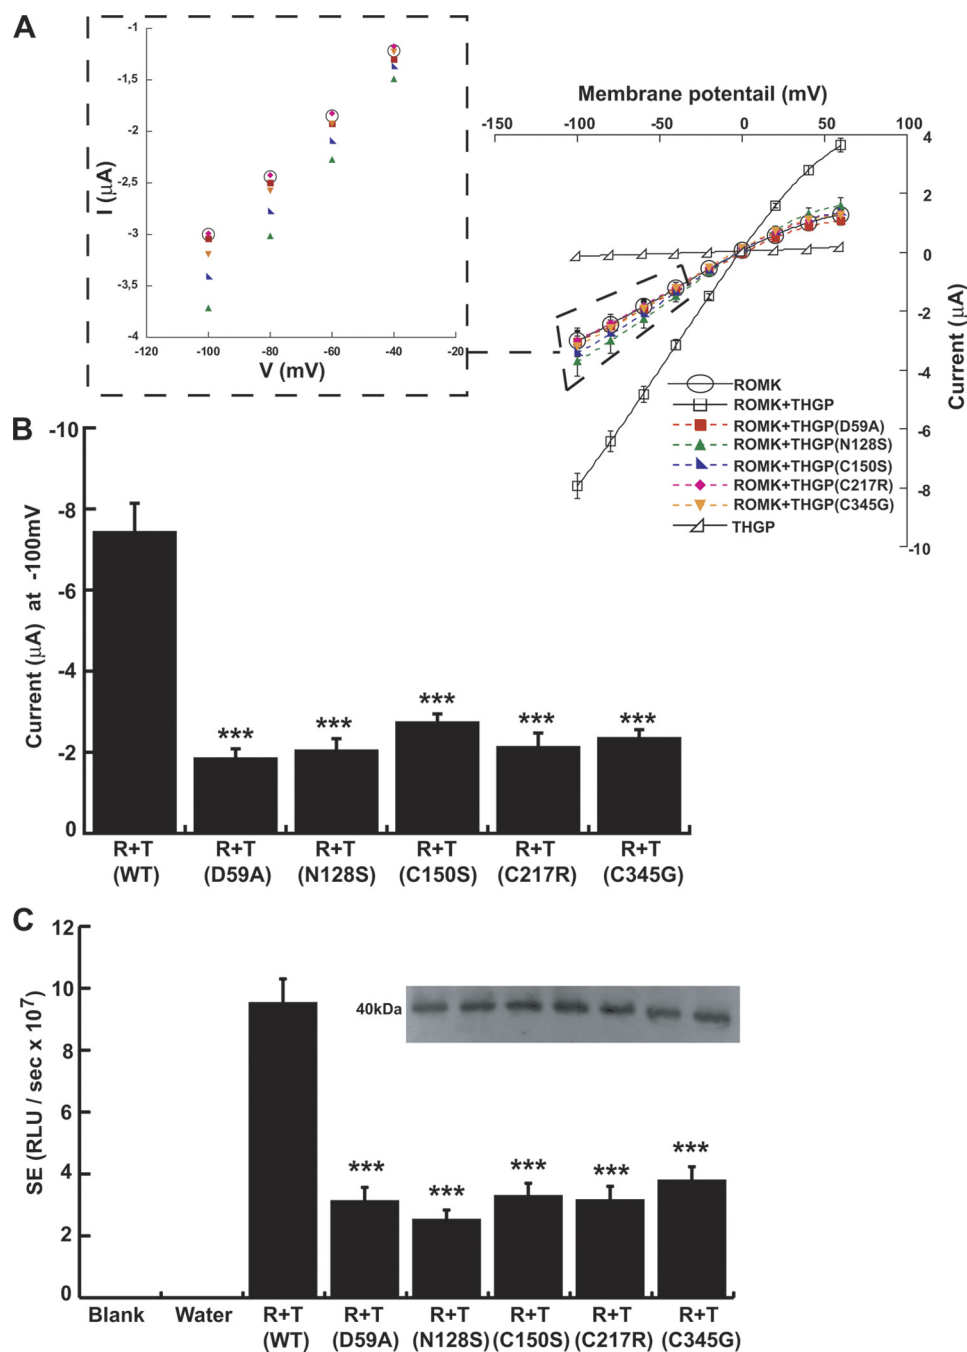 A
-1
-1,5
-2
-2,5
-3
-3,5
-4
I (μA)
-120 -100 -80 -60 -40 -20
V (mV)
Membrane potentail (mV)
-150 -100 -50 0 50 100
4
2
0
-2
-4
-6
-8
-10
Current (μA)
ROMK
ROMK+THGP
ROMK+THGP(D59A)
ROMK+THGP(N128S)
ROMK+THGP(C150S)
ROMK+THGP(C217R)
ROMK+THGP(C345G)
THGP
B
-10
-8
-6
-4
-2
0
Current (μA) at -100mV
*** *** *** *** ***
R+T R+T R+T R+T R+T R+T
(WT) (D59A) (N128S) (C150S) (C217R) (C345G)
C
12
10
8
6
4
2
0
SE (RLU / sec x 10⁷)
40kDa
*** *** *** *** ***
Blank Water R+T R+T R+T R+T R+T R+T
(WT) (D59A) (N128S) (C150S) (C217R) (C345G)